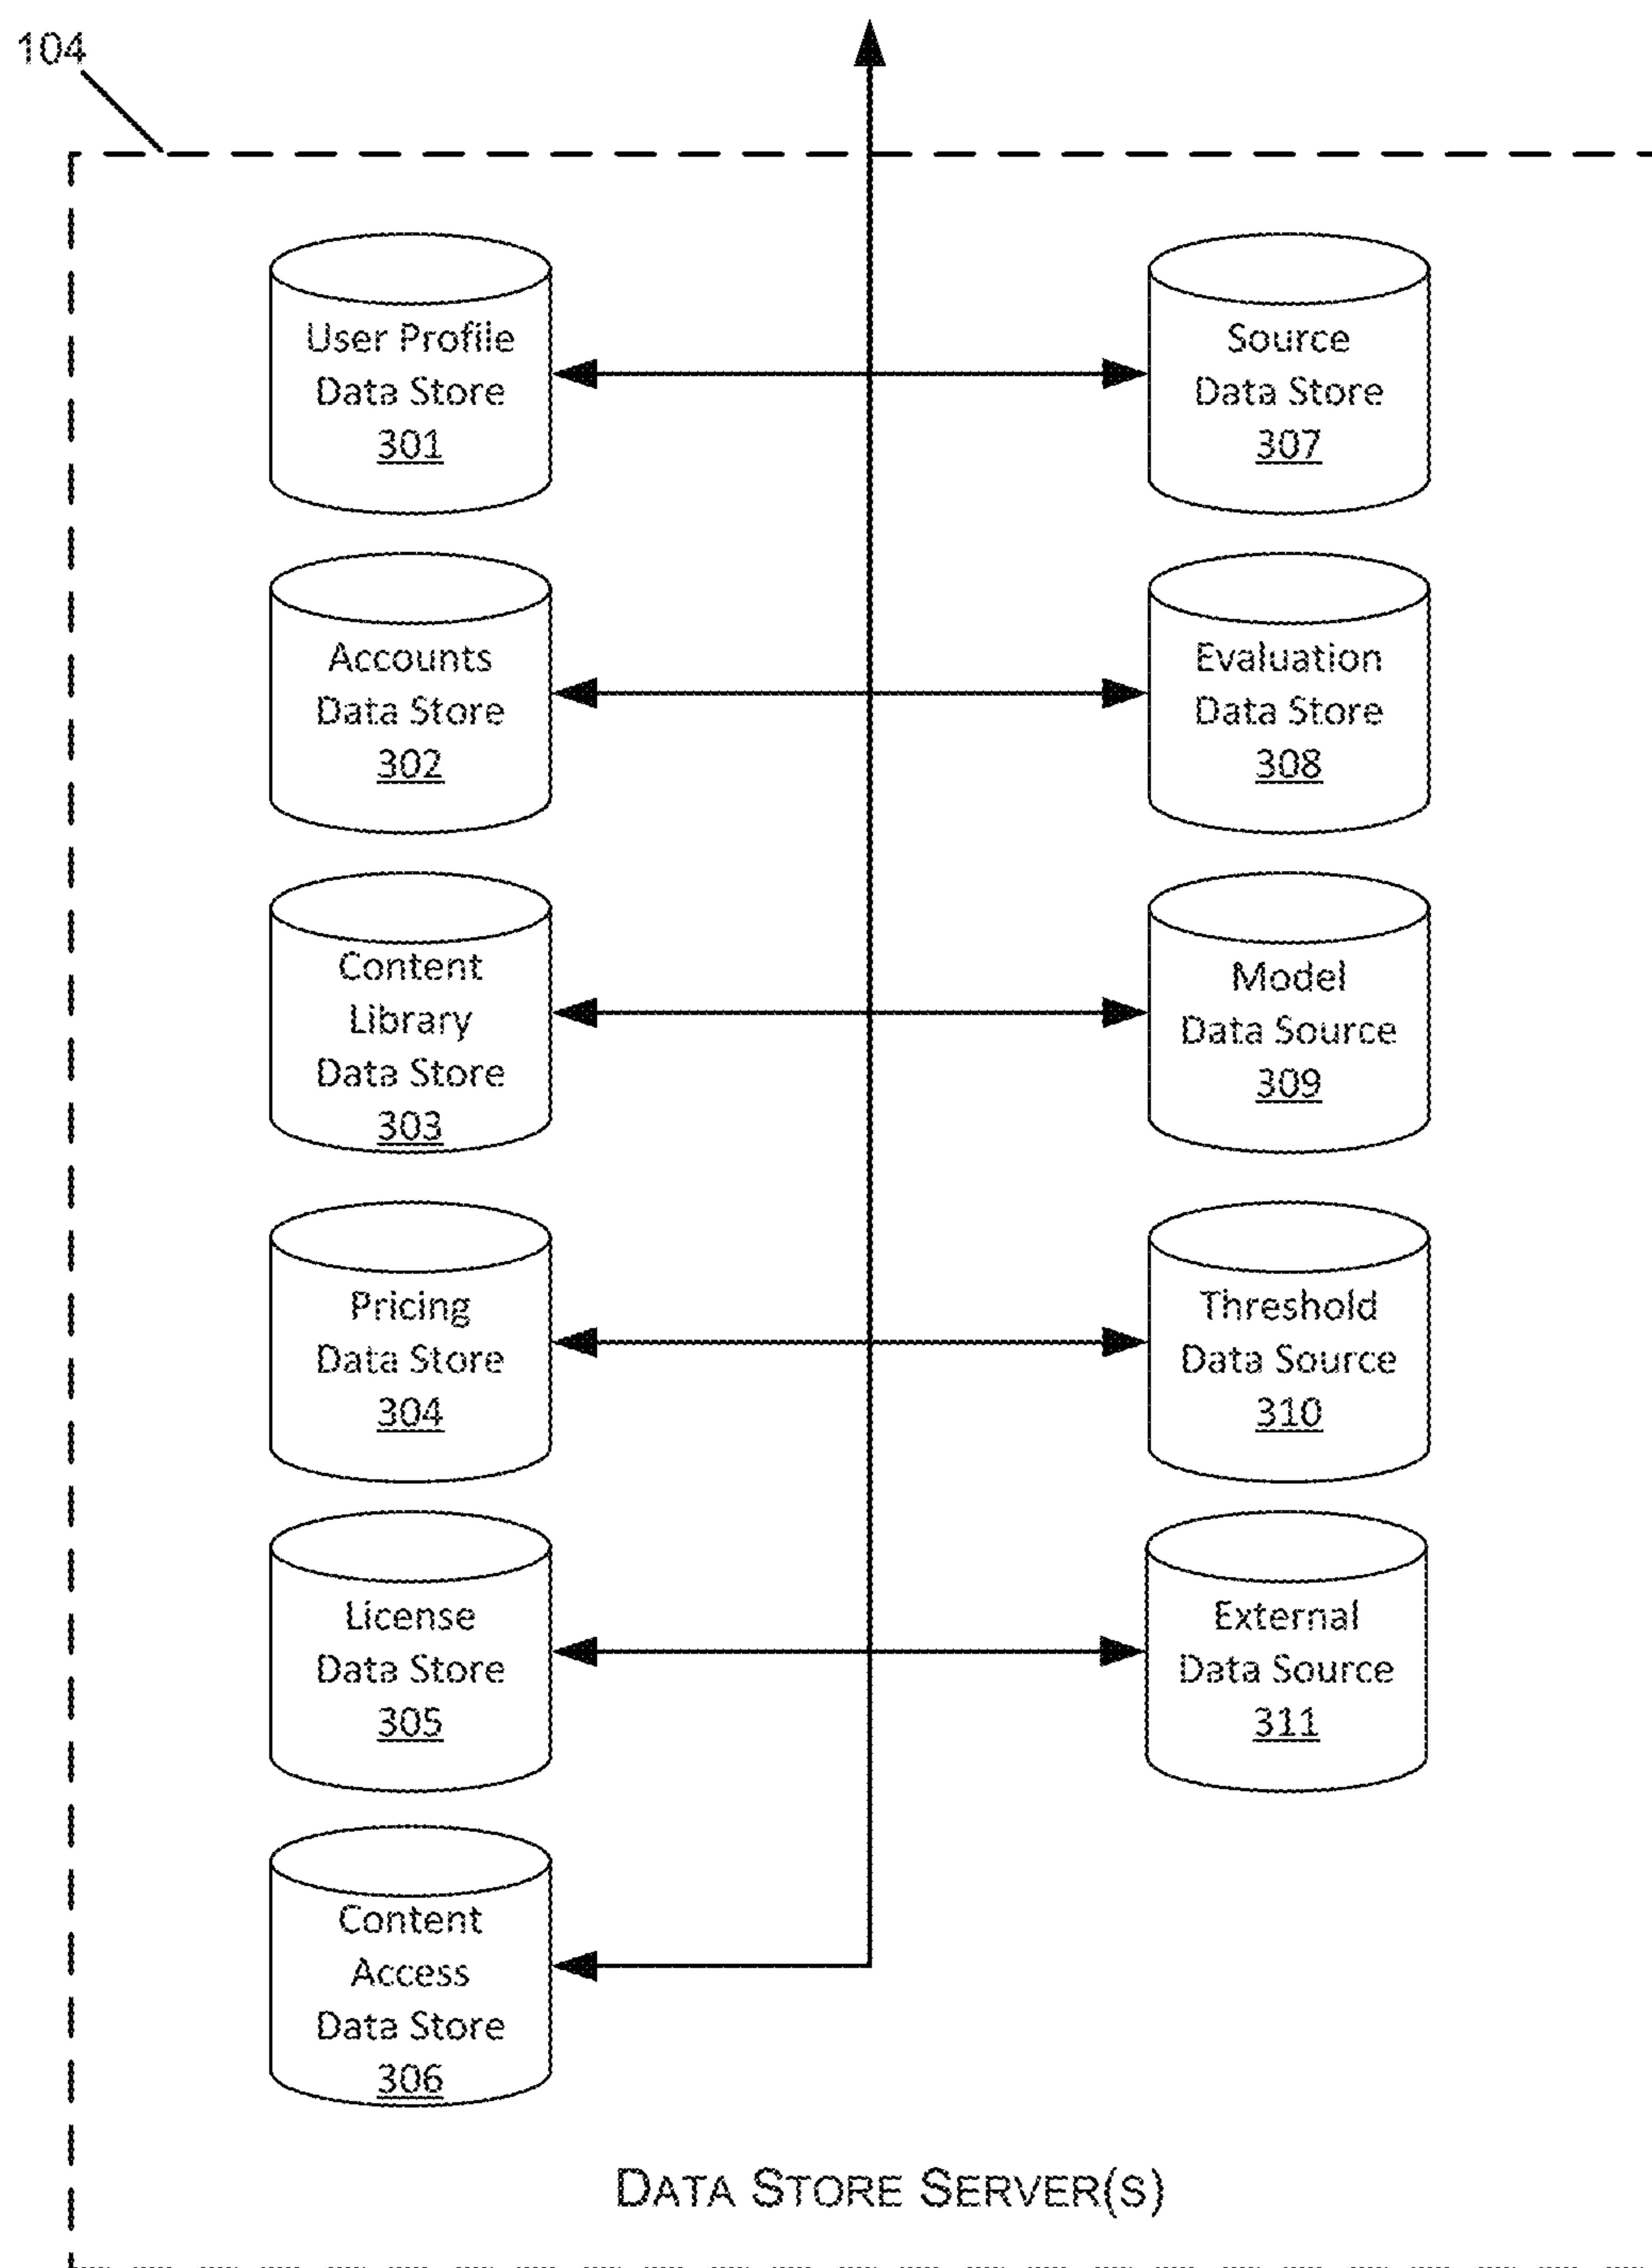 104
User Profile
Data Store
301
Source
Data Store
307
Accounts
Data Store
302
Evaluation
Data Store
308
Content
Library
Data Store
303
Model
Data Source
309
Pricing
Data Store
304
Threshold
Data Source
310
License
Data Store
305
External
Data Source
311
Content
Access
Data Store
306
DATA STORE SERVER(S)